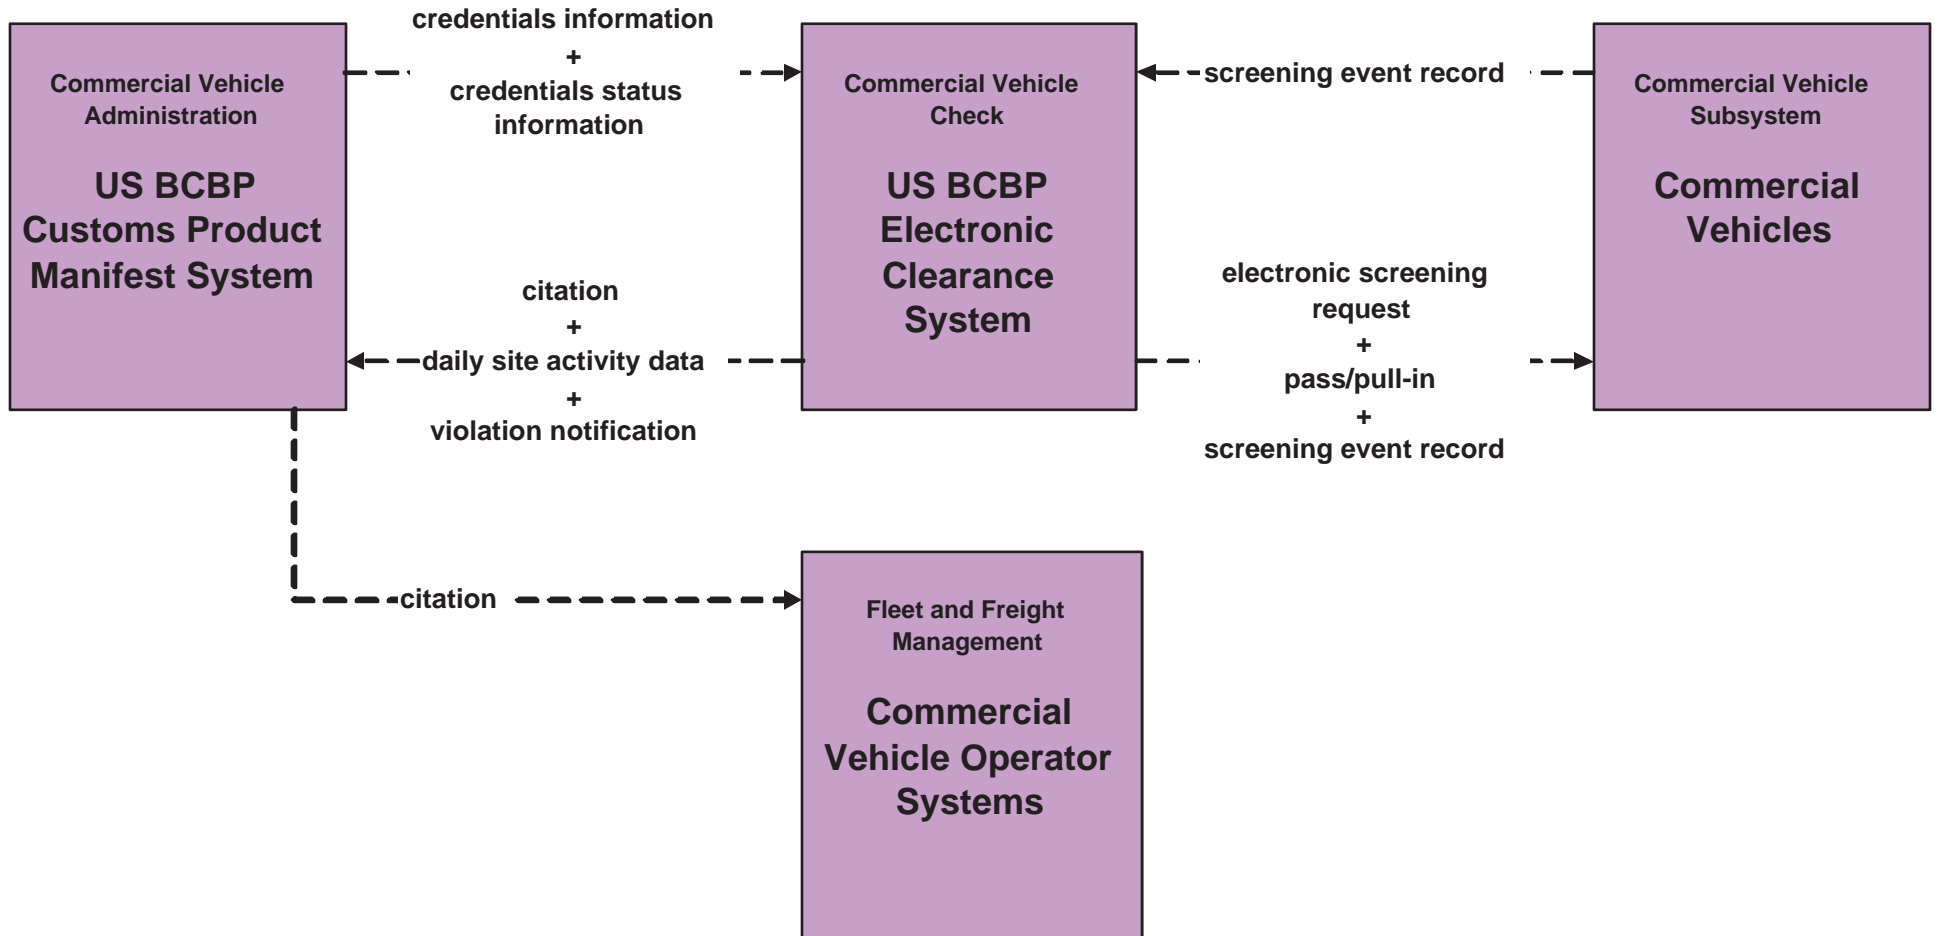 credentials information
+
credentials status
information
Commercial Vehicle
Administration
US BCBP
Customs Product
Manifest System
Commercial Vehicle
Check
US BCBP
Electronic
Clearance
System
screening event record
Commercial Vehicle
Subsystem
Commercial
Vehicles
citation
+
daily site activity data
+
violation notification
electronic screening
request
+
pass/pull-in
+
screening event record
citation
Fleet and Freight
Management
Commercial
Vehicle Operator
Systems